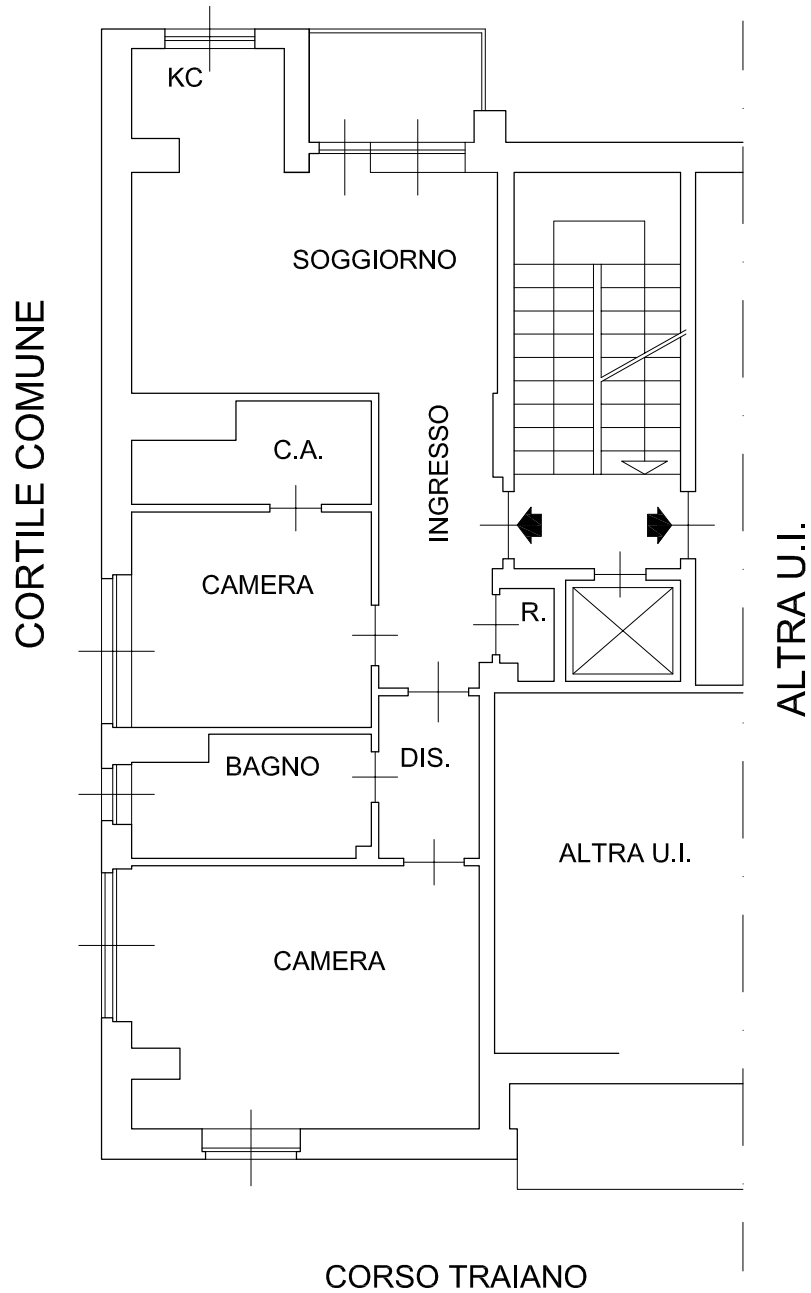 KC
SOGGIORNO
CORTILE COMUNE
INGRESSO
C.A.
CAMERA
R.
ALTRA U.I.
BAGNO
DIS.
ALTRA U.I.
CAMERA
CORSO TRAIANO